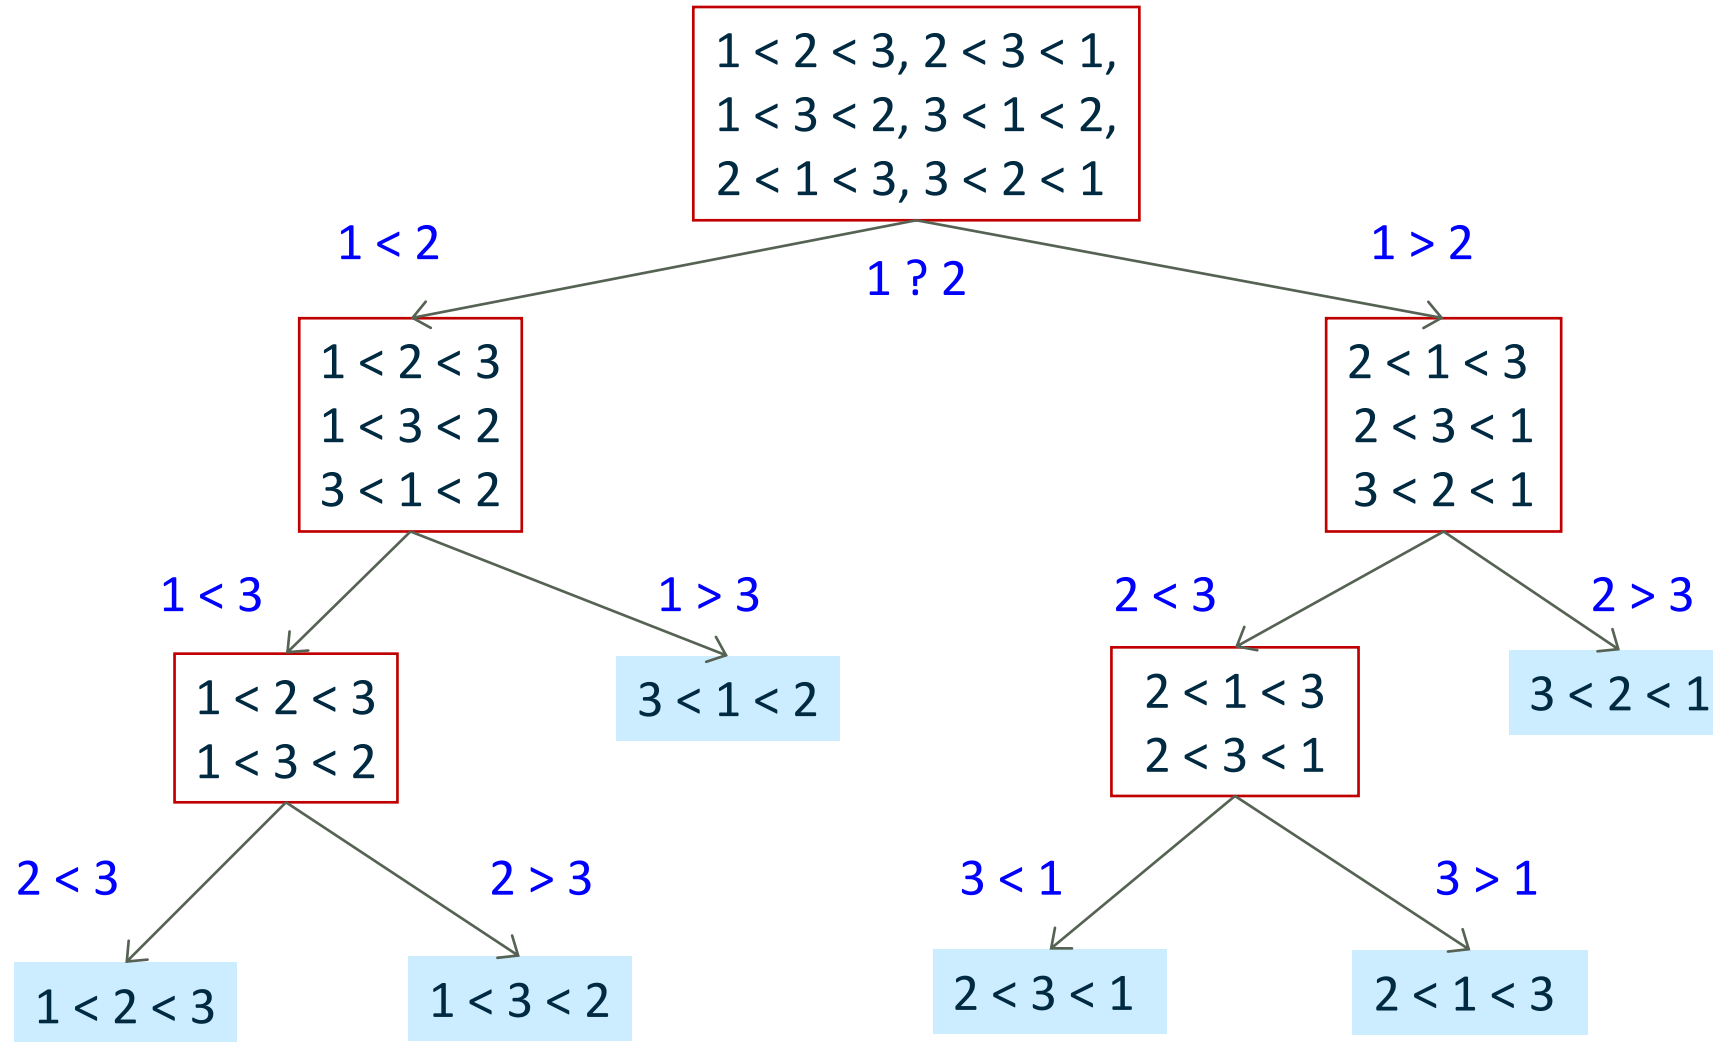 1 < 2 < 3, 2 < 3 < 1,
1 < 3 < 2, 3 < 1 < 2,
2 < 1 < 3, 3 < 2 < 1
1 < 2
1 ? 2
1 > 2
1 < 2 < 3
1 < 3 < 2
3 < 1 < 2
2 < 1 < 3
2 < 3 < 1
3 < 2 < 1
1 < 3
1 > 3
2 < 3
2 > 3
1 < 2 < 3
1 < 3 < 2
3 < 1 < 2
2 < 1 < 3
2 < 3 < 1
3 < 2 < 1
2 < 3
2 > 3
3 < 1
3 > 1
1 < 2 < 3
1 < 3 < 2
2 < 3 < 1
2 < 1 < 3